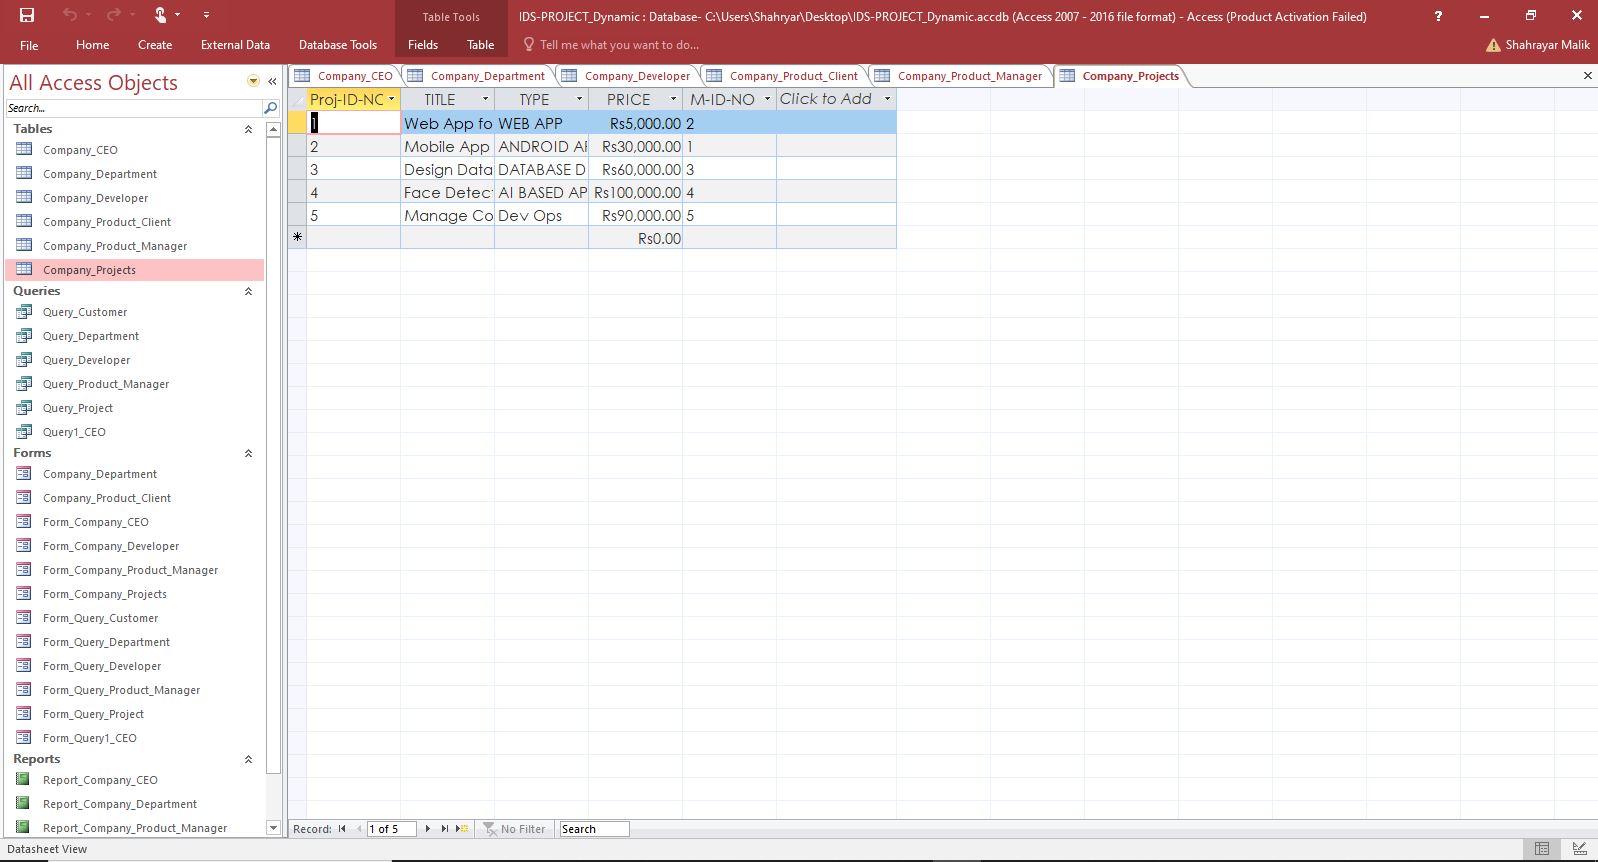 Table Tools
IDS-PROJECT_Dynamic : Database- C:\Users\Shahryar\Desktop\IDS-PROJECT_Dynamic.accdb (Access 2007 - 2016 file format) - Access (Product Activation Failed)
?
File Home Create External Data Database Tools Fields Table Tell me what you want to do... Shahrayar Malik
All Access Objects
Search...
Tables
Company_CEO
Company_Department
Company_Developer
Company_Product_Client
Company_Product_Manager
Company_Projects
Queries
Query_Customer
Query_Department
Query_Developer
Query_Product_Manager
Query_Project
Query1_CEO
Forms
Company_Department
Company_Product_Client
Form_Company_CEO
Form_Company_Developer
Form_Company_Product_Manager
Form_Company_Projects
Form_Query_Customer
Form_Query_Department
Form_Query_Developer
Form_Query_Product_Manager
Form_Query_Project
Form_Query1_CEO
Reports
Report_Company_CEO
Report_Company_Department
Report_Company_Product_Manager
Company_CEO Company_Department Company_Developer Company_Product_Client Company_Product_Manager Company_Projects
Proj-ID-NO TITLE TYPE PRICE M-ID-NO Click to Add
1 Web App fo WEB APP Rs5,000.00 2
2 Mobile App ANDROID AP Rs30,000.00 1
3 Design Data DATABASE D Rs60,000.00 3
4 Face Detec AI BASED AP Rs100,000.00 4
5 Manage Co Dev Ops Rs90,000.00 5
* Rs0.00
Record: 1 of 5 No Filter Search
Datasheet View